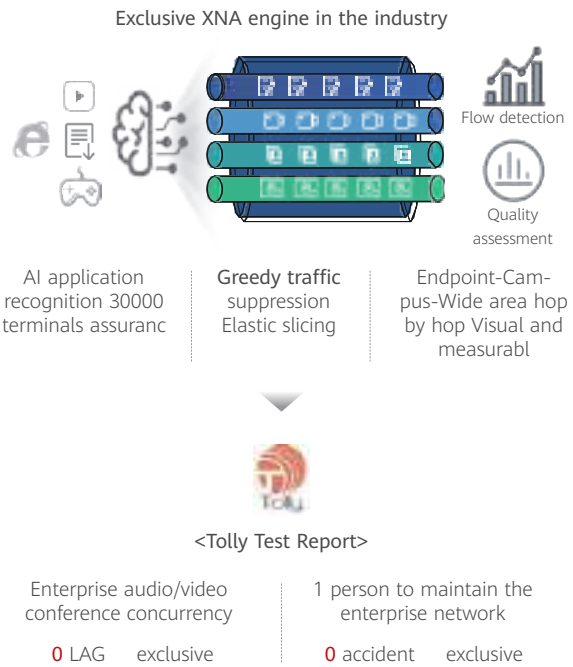 Exclusive XNA engine in the industry
Flow detection
Quality
assessment
AI application
recognition 30000
terminals assuranc
Greedy traffic
suppression
Elastic slicing
Endpoint-Cam-
pus-Wide area hop
by hop Visual and
measurabl
Tolly
<Tolly Test Report>
Enterprise audio/video
conference concurrency
0 LAG exclusive
1 person to maintain the
enterprise network
0 accident exclusive